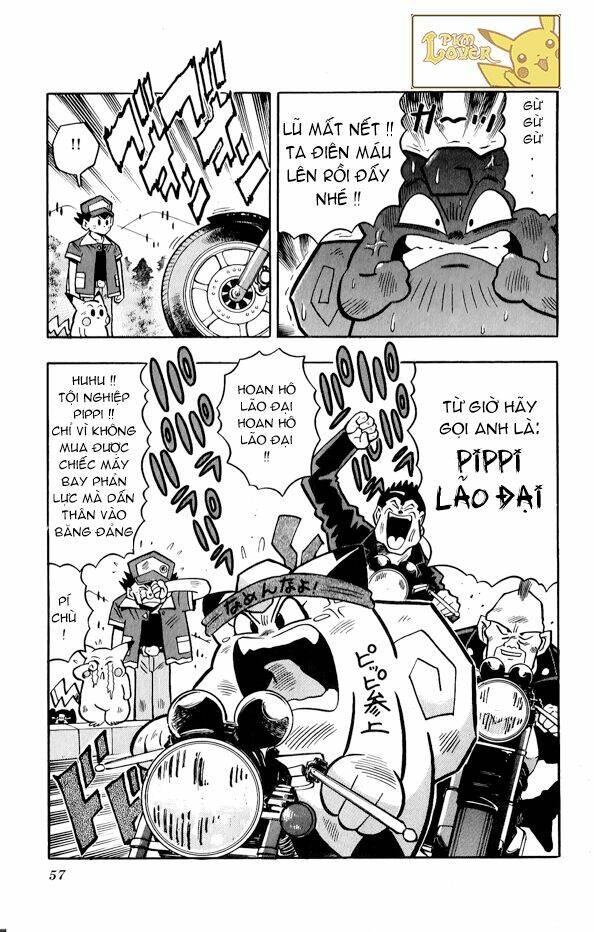 PKM
LOVER
GỪ
GỪ
GỪ
. . . .
LŨ MẤT NẾT !!
TA ĐIÊN MÁU
LÊN RỒI ĐẤY
NHÉ !!
ガ〜ッ
!!
TỪ GIỜ HÃY
GỌI ANH LÀ:
PIPPI
LÃO ĐẠI
HOAN HÔ
LÃO ĐẠI
HOAN HÔ
LÃO ĐẠI
!!
HUHU !!
TỘI NGHIỆP
PIPPI !!
CHỈ VÌ KHÔNG
MUA ĐƯỢC
CHIẾC MÁY
BAY PHẢN
LỰC MÀ DẤN
THÂN VÀO
BĂNG ĐẢNG
PÍ
CHÙ
!
なめんなよ!
ピッピ参上
57